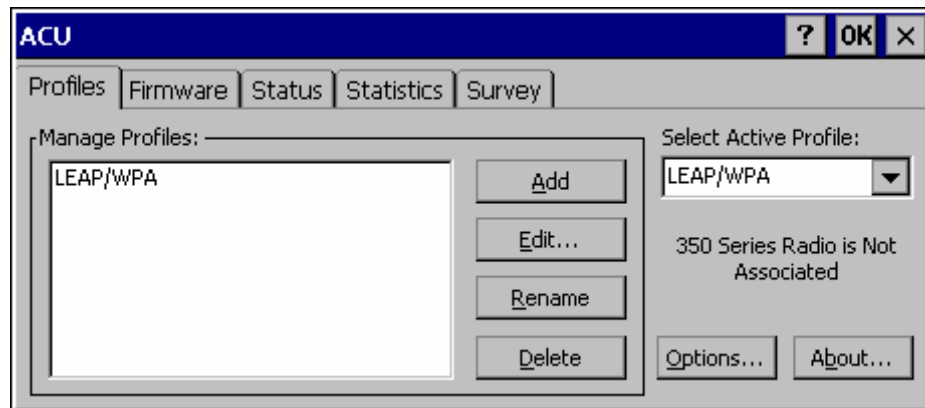 ACU
? OK ×
Profiles Firmware Status Statistics Survey
Manage Profiles:
LEAP/WPA
Add
Edit...
Rename
Delete
Select Active Profile:
LEAP/WPA
350 Series Radio is Not
Associated
Options... About...